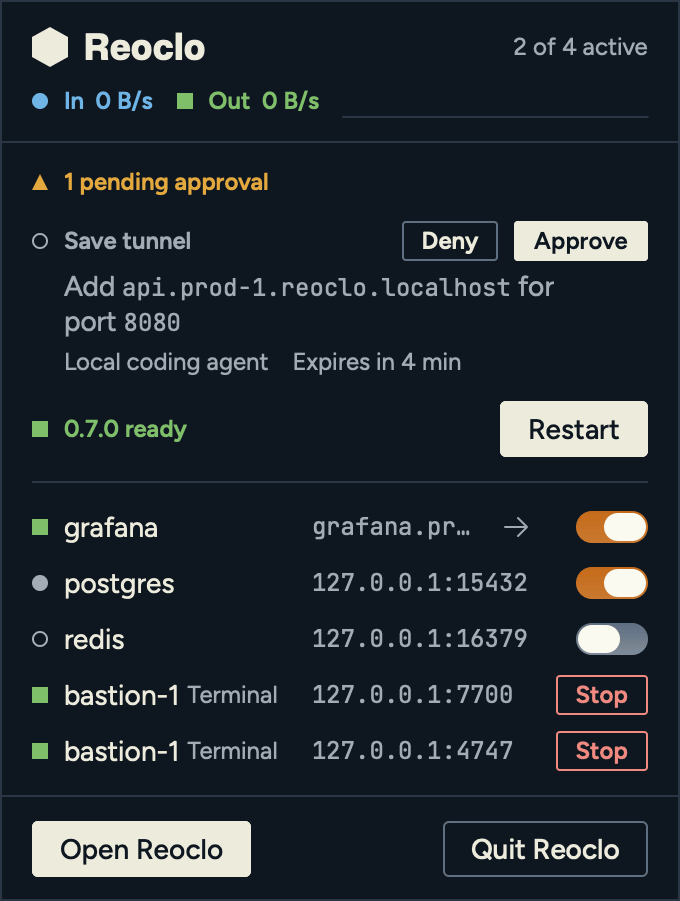 Reoclo
2 of 4 active
In 0 B/s Out 0 B/s
1 pending approval
Save tunnel Deny Approve
Add api.prod-1.reoclo.localhost for
port 8080
Local coding agent Expires in 4 min
0.7.0 ready Restart
grafana grafana.pr…
postgres 127.0.0.1:15432
redis 127.0.0.1:16379
bastion-1 Terminal 127.0.0.1:7700 Stop
bastion-1 Terminal 127.0.0.1:4747 Stop
Open Reoclo Quit Reoclo